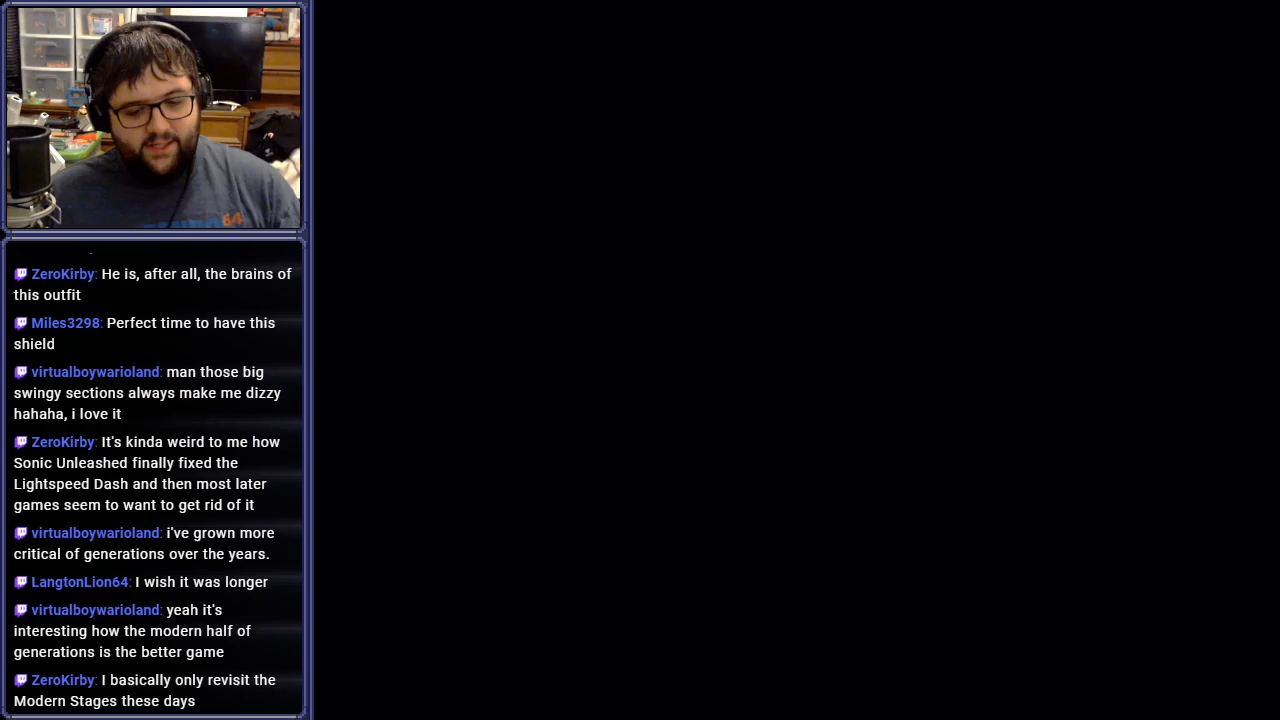 64
ZeroKirby: He is, after all, the brains of
this outfit
Miles3298: Perfect time to have this
shield
virtualboywarioland: man those big
swingy sections always make me dizzy
hahaha, i love it
ZeroKirby: It's kinda weird to me how
Sonic Unleashed finally fixed the
Lightspeed Dash and then most later
games seem to want to get rid of it
virtualboywarioland: i've grown more
critical of generations over the years.
LangtonLion64: I wish it was longer
virtualboywarioland: yeah it's
interesting how the modern half of
generations is the better game
ZeroKirby: I basically only revisit the
Modern Stages these days